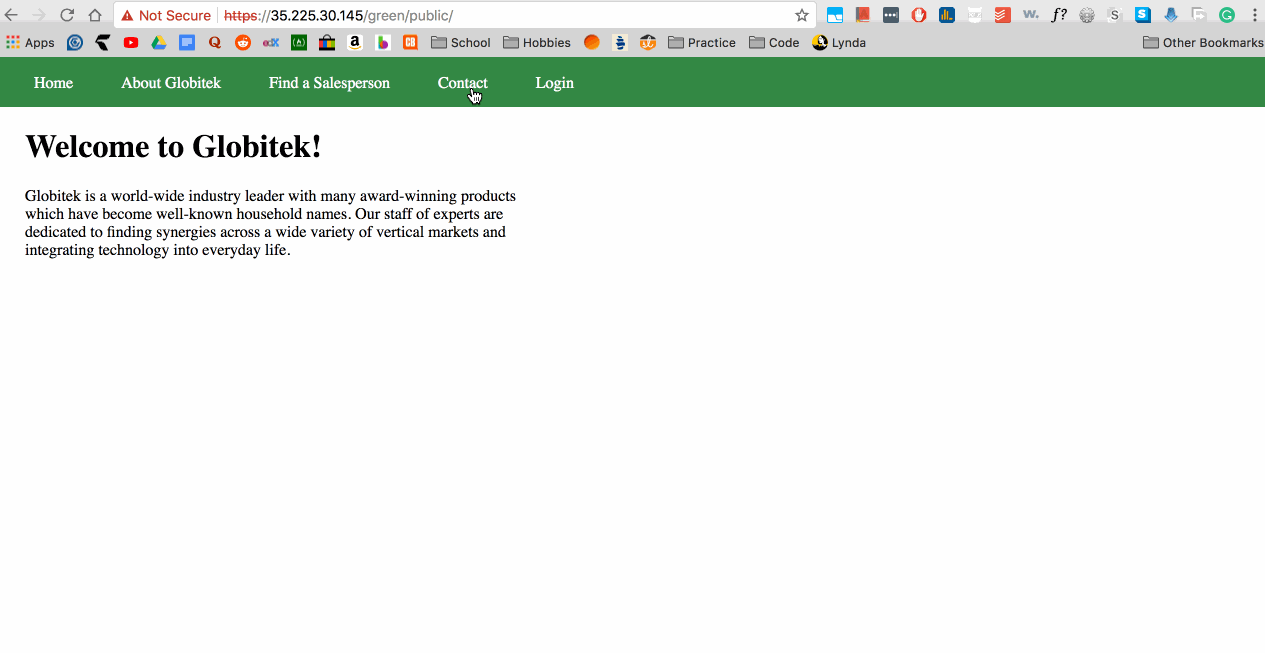 Not Secure https://35.225.30.145/green/public/
Apps School Hobbies Practice Code Lynda Other Bookmarks
Home About Globitek Find a Salesperson Contact Login
Welcome to Globitek!
Globitek is a world-wide industry leader with many award-winning products
which have become well-known household names. Our staff of experts are
dedicated to finding synergies across a wide variety of vertical markets and
integrating technology into everyday life.